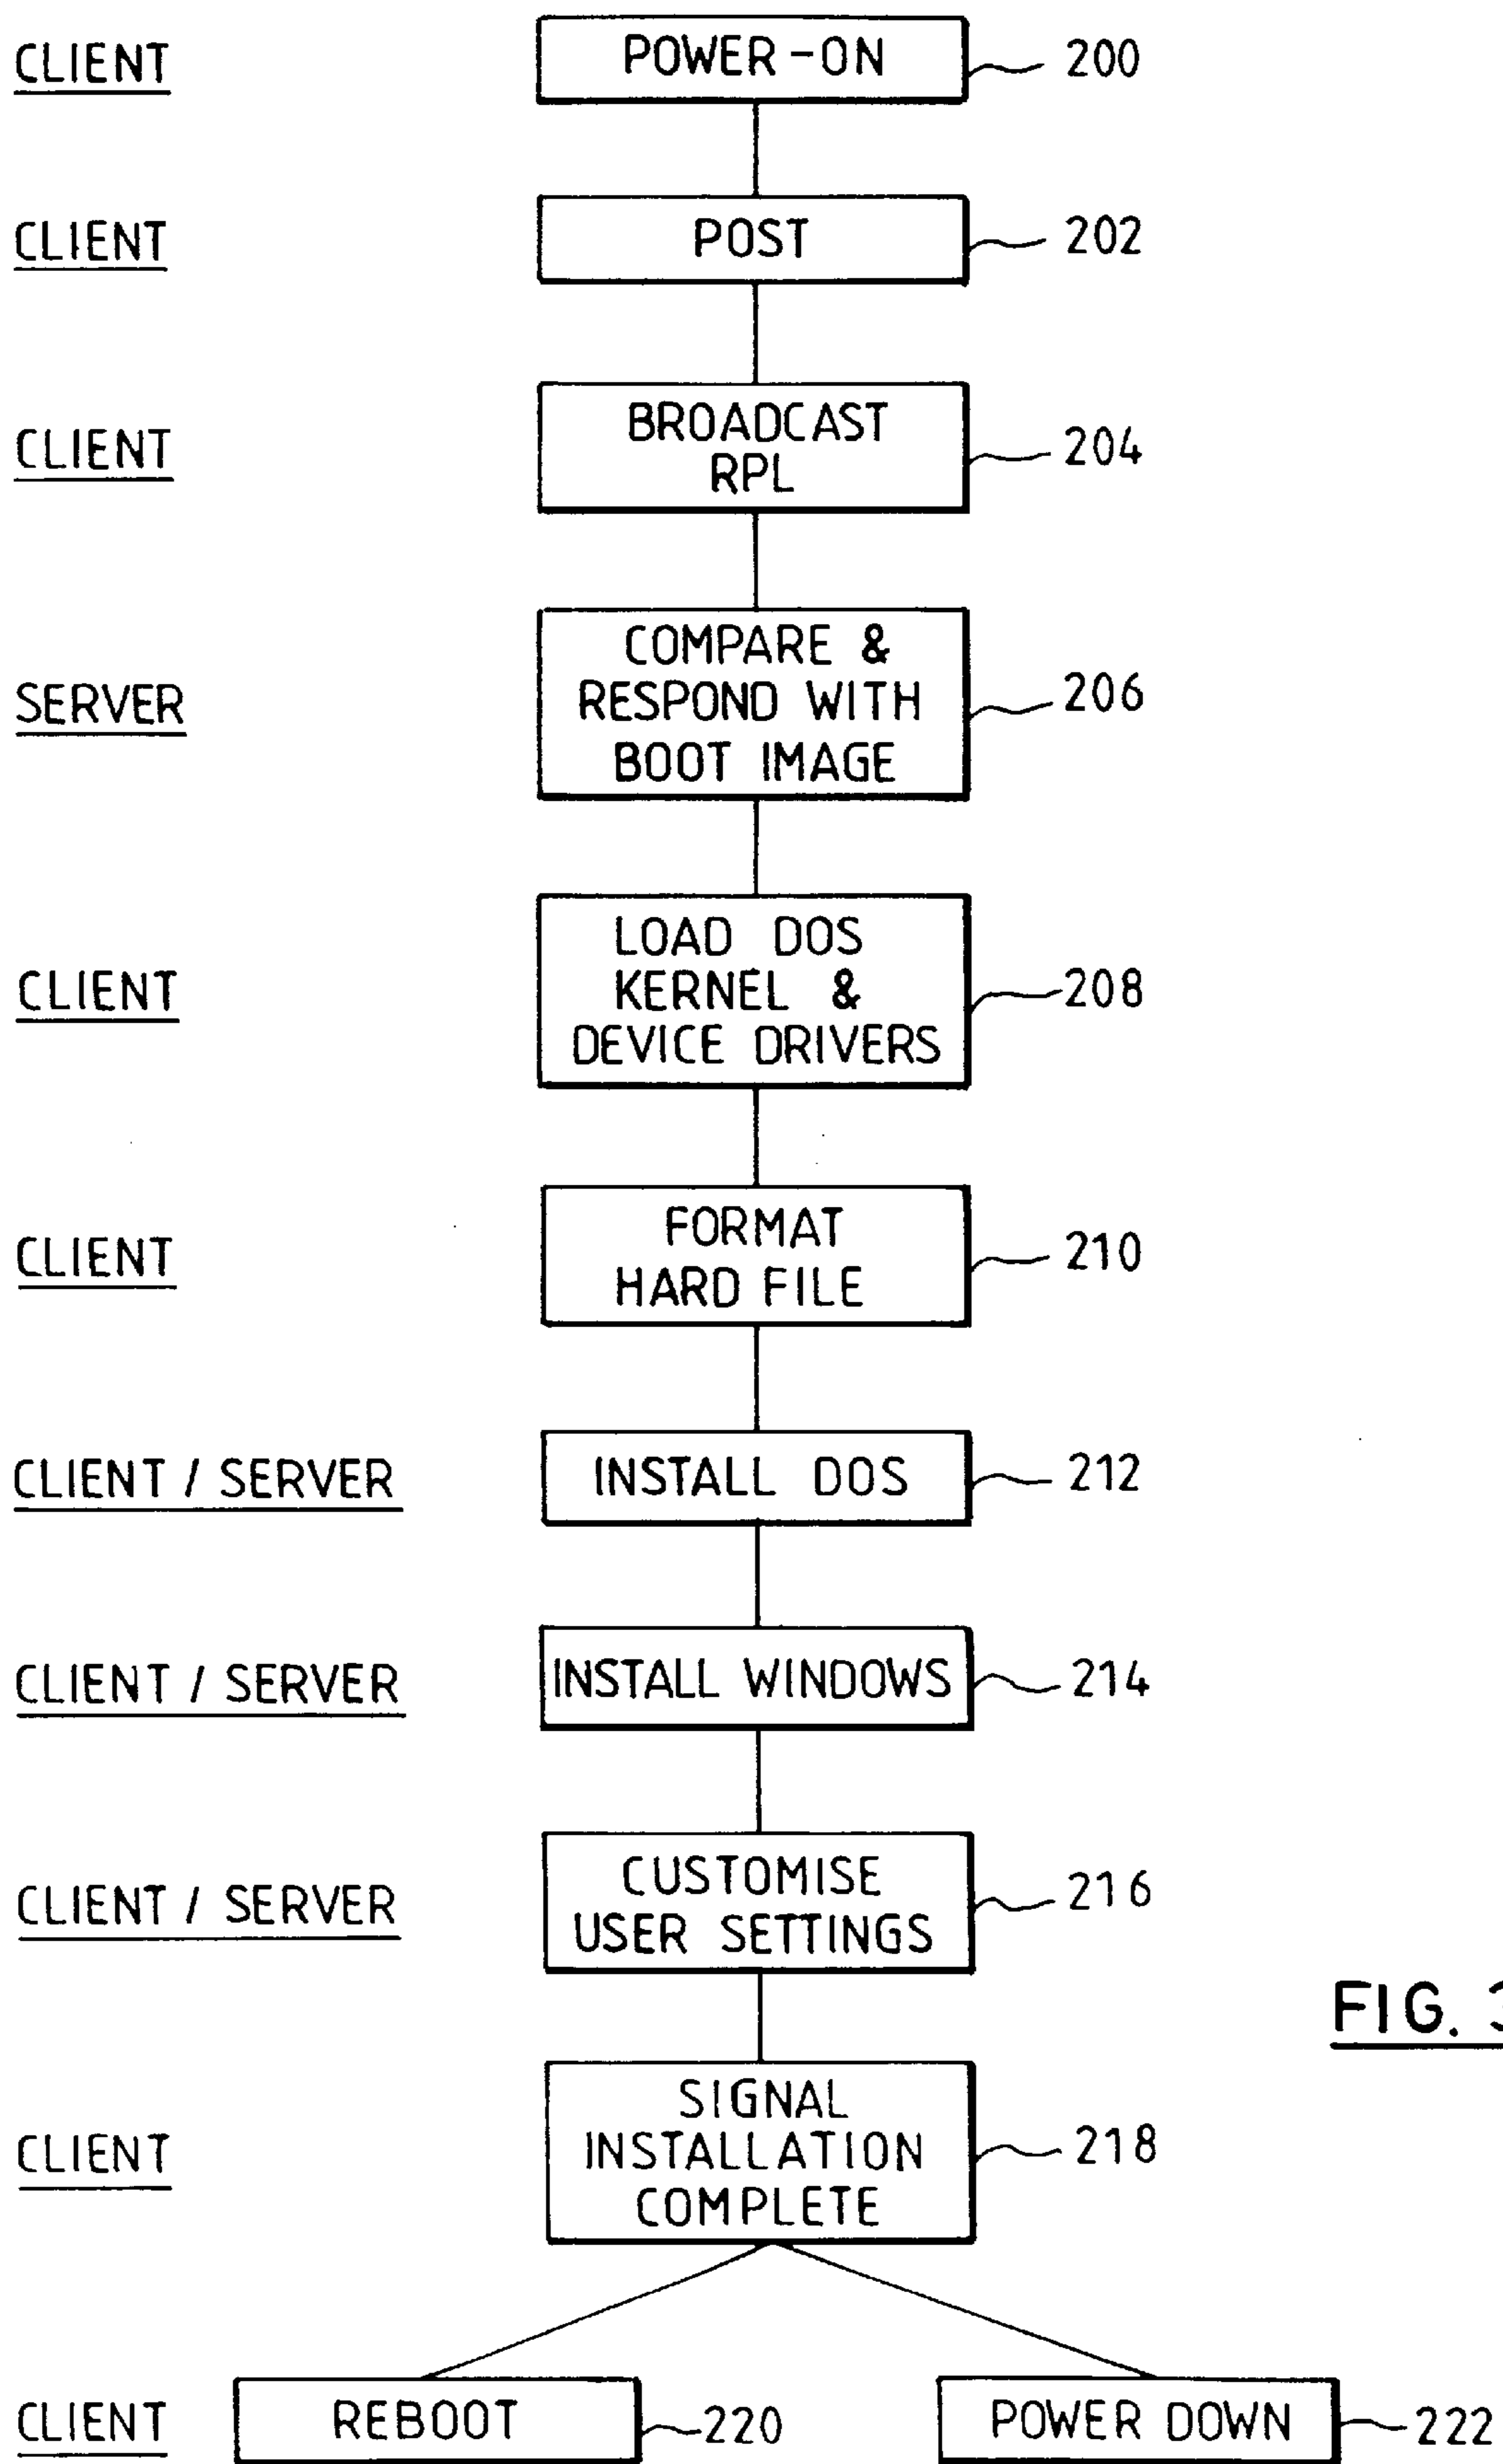 CLIENT POWER-ON 200
CLIENT POST 202
CLIENT BROADCAST RPL 204
SERVER COMPARE & RESPOND WITH BOOT IMAGE 206
CLIENT LOAD DOS KERNEL & DEVICE DRIVERS 208
CLIENT FORMAT HARD FILE 210
CLIENT / SERVER INSTALL DOS 212
CLIENT / SERVER INSTALL WINDOWS 214
CLIENT / SERVER CUSTOMISE USER SETTINGS 216
FIG. 3
CLIENT SIGNAL INSTALLATION COMPLETE 218
CLIENT REBOOT 220 POWER DOWN 222